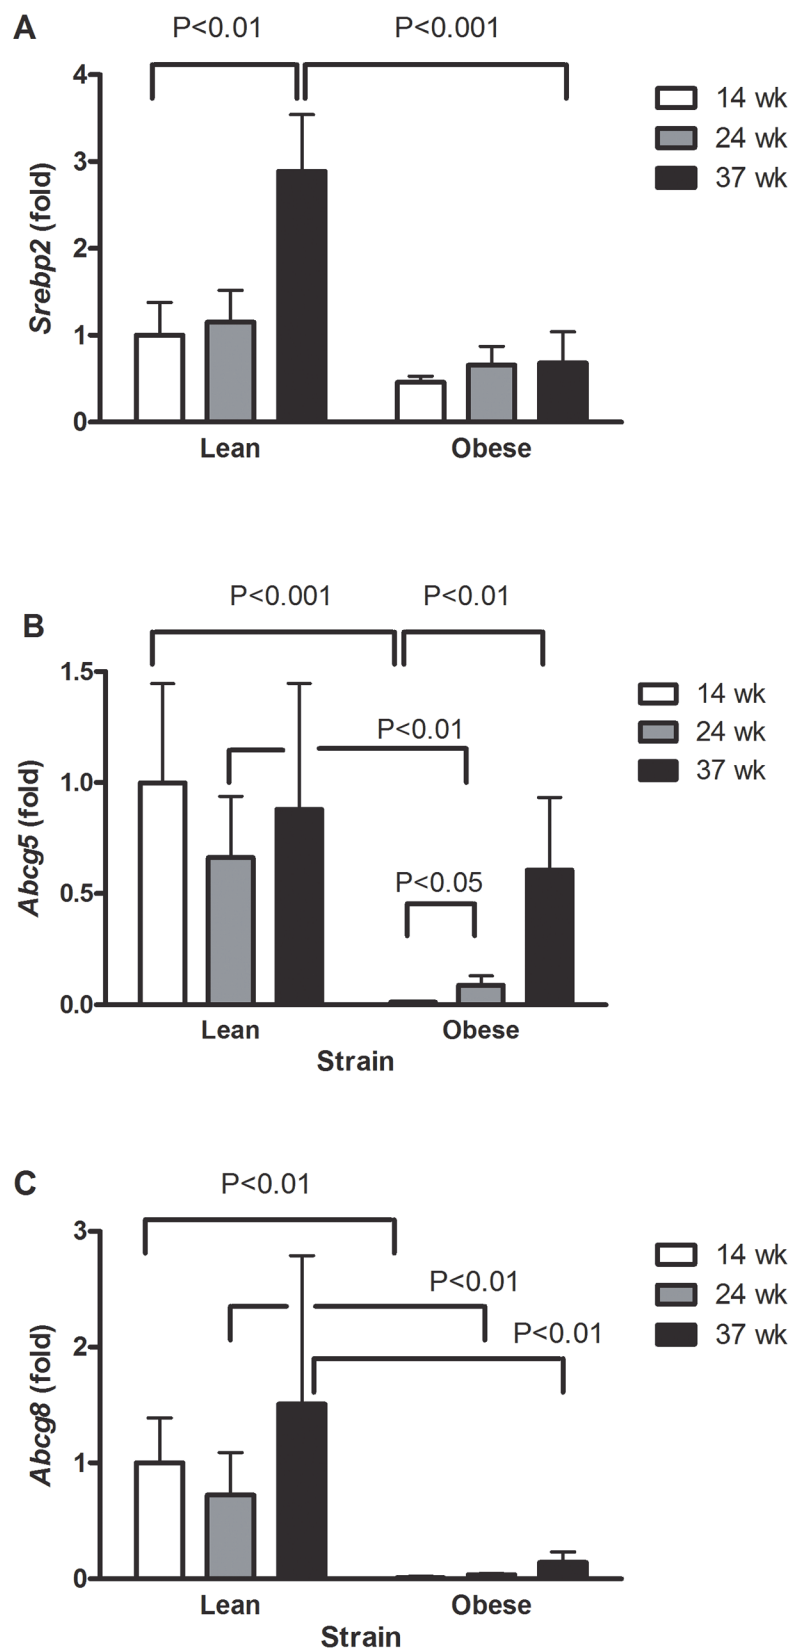 A
P<0.01 P<0.001
4
3
2
1
0
Srebp2 (fold)
14 wk
24 wk
37 wk
Lean Obese
B
P<0.001 P<0.01
1.5
1.0
0.5
0.0
Abcg5 (fold)
P<0.01
P<0.05
14 wk
24 wk
37 wk
Lean Obese
Strain
C
P<0.01
3
2
1
0
Abcg8 (fold)
P<0.01
P<0.01
14 wk
24 wk
37 wk
Lean Obese
Strain